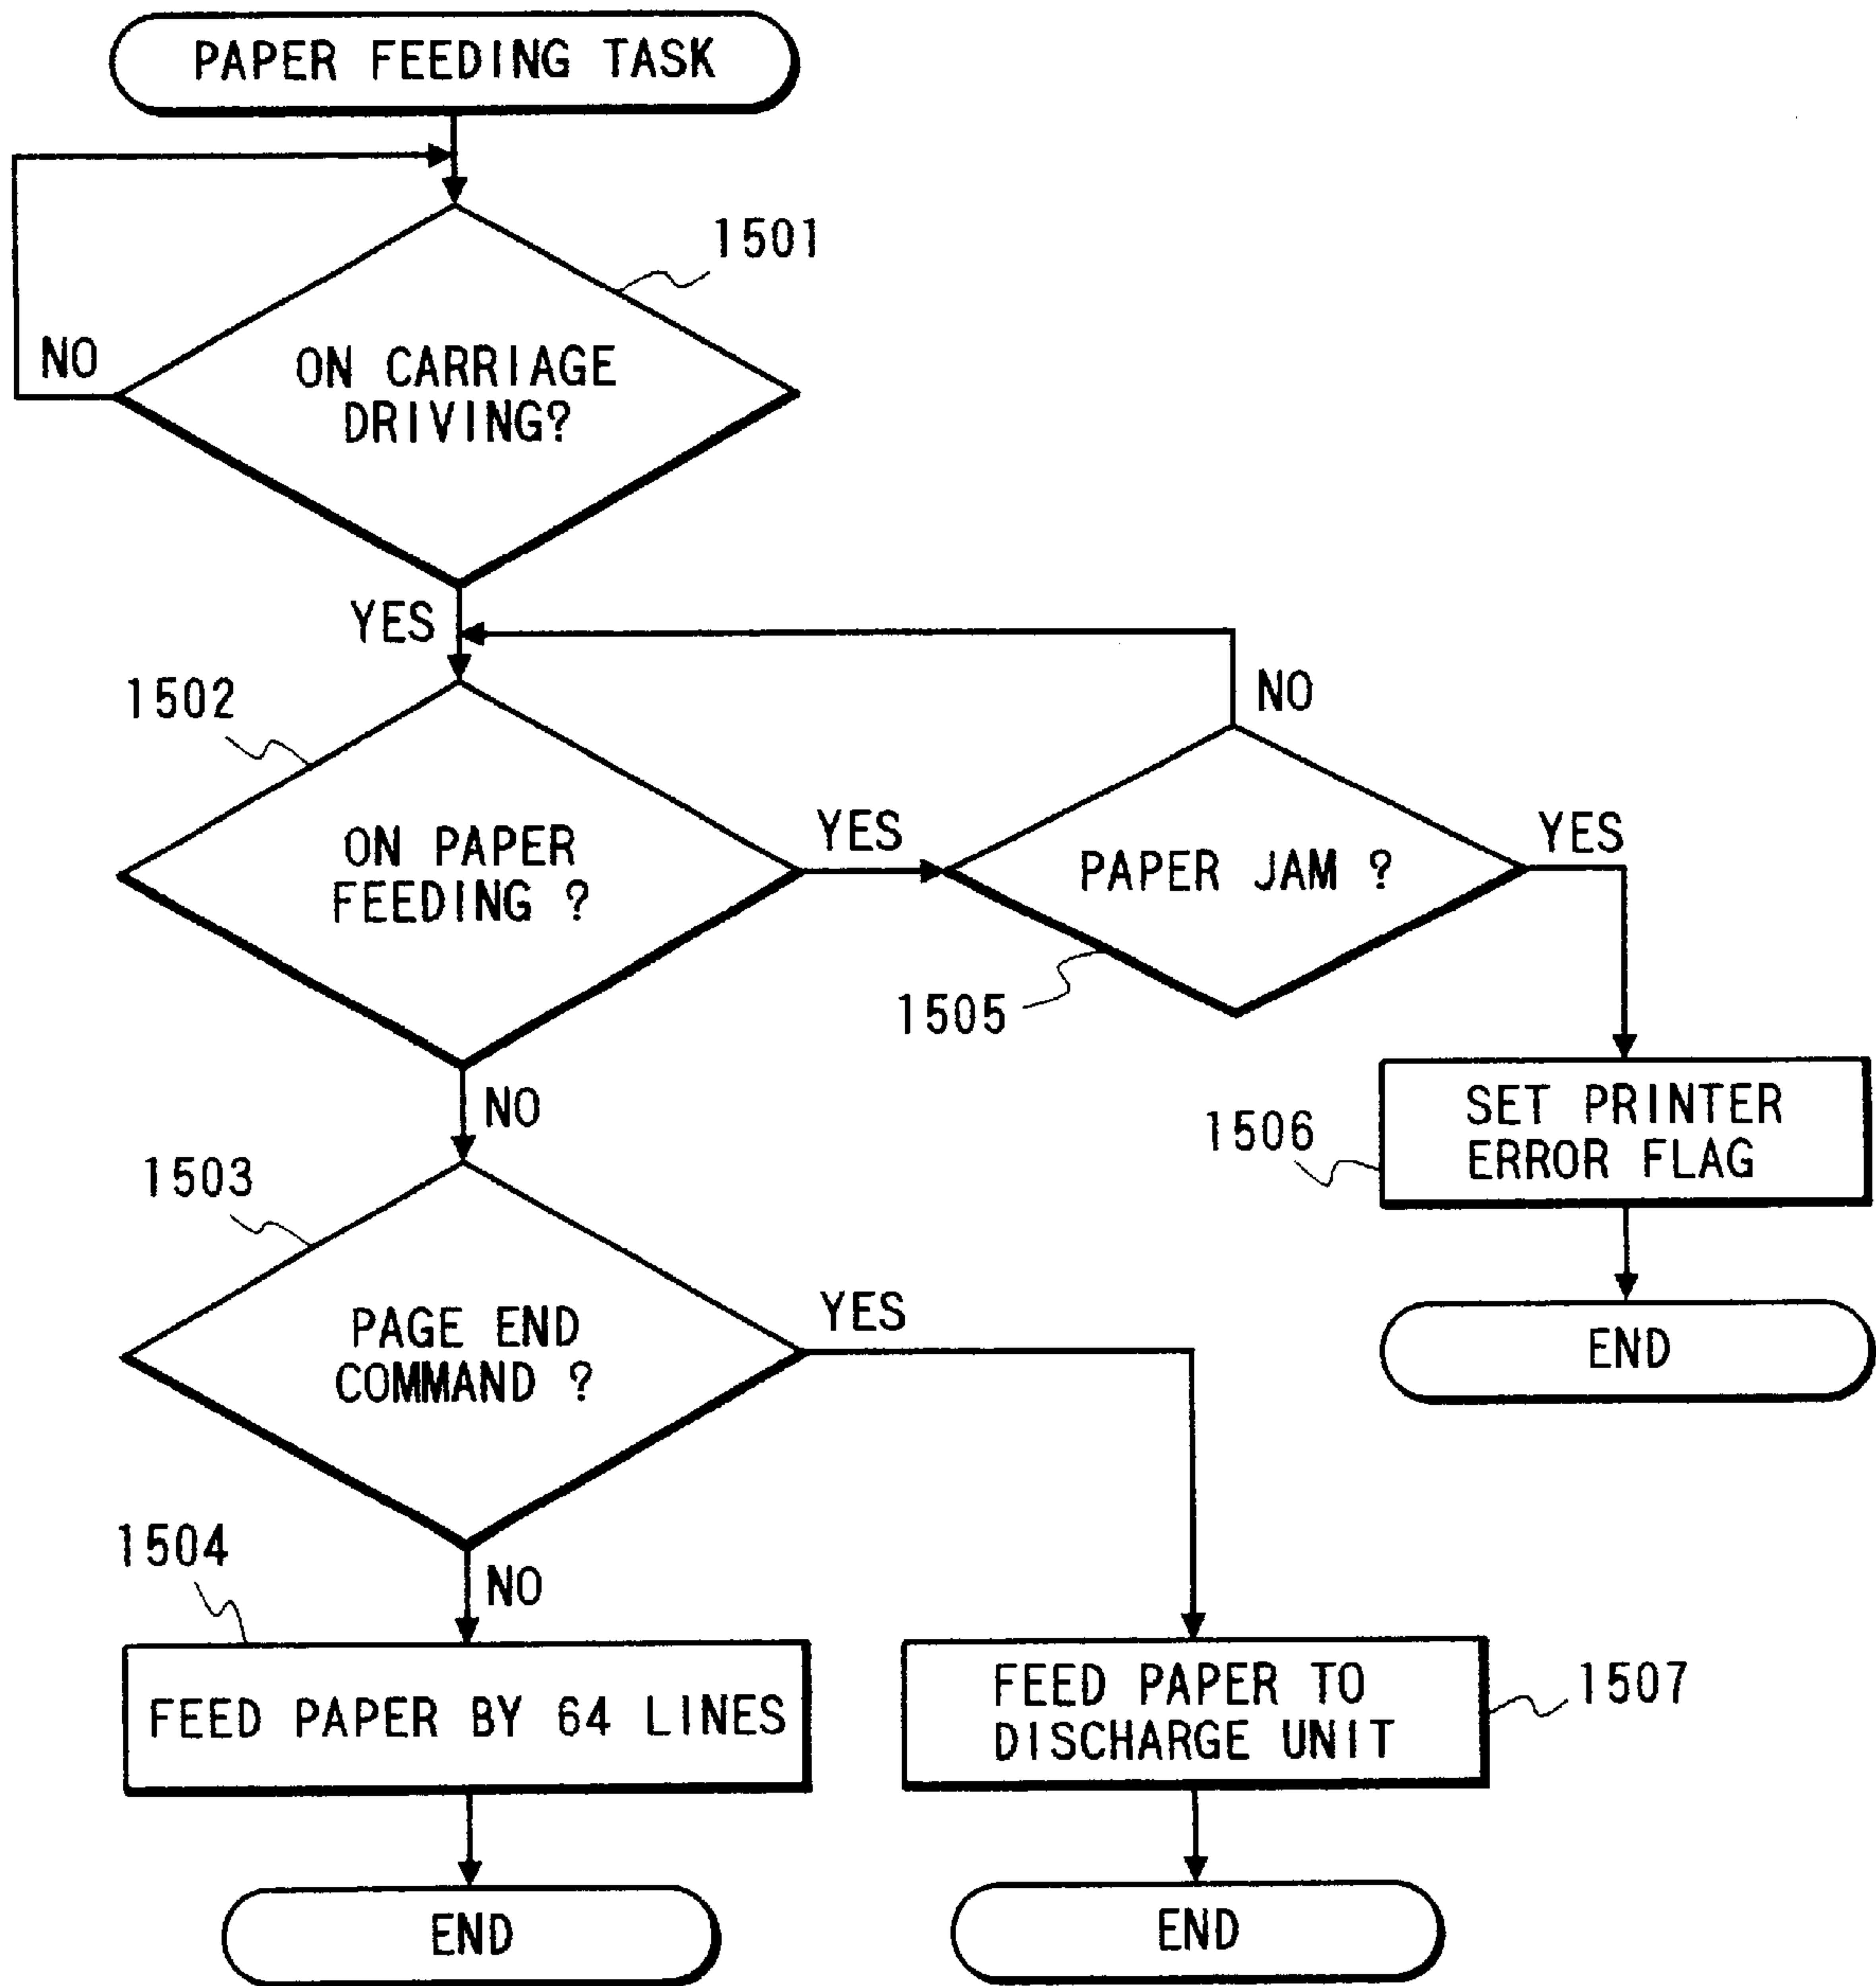 PAPER FEEDING TASK
1501
NO
ON CARRIAGE
DRIVING?
YES
NO
1502
ON PAPER
FEEDING ?
YES
PAPER JAM ?
YES
1505
NO
SET PRINTER
ERROR FLAG
1506
1503
END
PAGE END
COMMAND ?
YES
1504
NO
FEED PAPER BY 64 LINES
FEED PAPER TO
DISCHARGE UNIT
1507
END
END